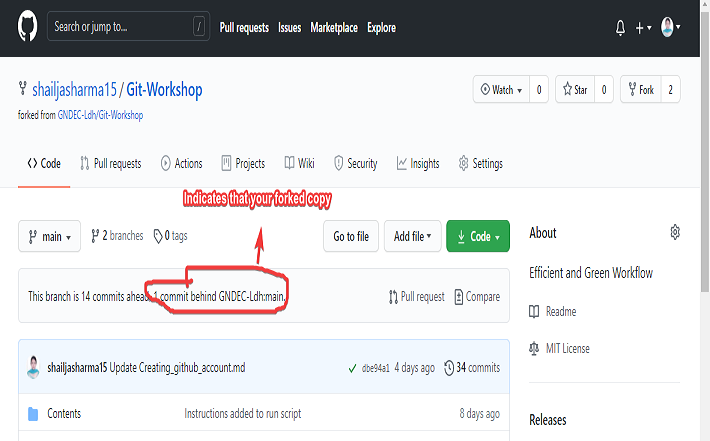 Search or jump to... /
Pull requests Issues Marketplace Explore
shailjasharma15 / Git-Workshop
Watch 0 Star 0 Fork 2
forked from GNDEC-Ldh/Git-Workshop
Code Pull requests Actions Projects Wiki Security Insights Settings
Indicates that your forked copy
main 2 branches 0 tags Go to file Add file Code
About
Efficient and Green Workflow
This branch is 14 commits ahead, 1 commit behind GNDEC-Ldh:main. Pull request Compare
Readme
MIT License
shailjasharma15 Update Creating_github_account.md dbe94a1 4 days ago 34 commits
Contents Instructions added to run script 8 days ago
Releases